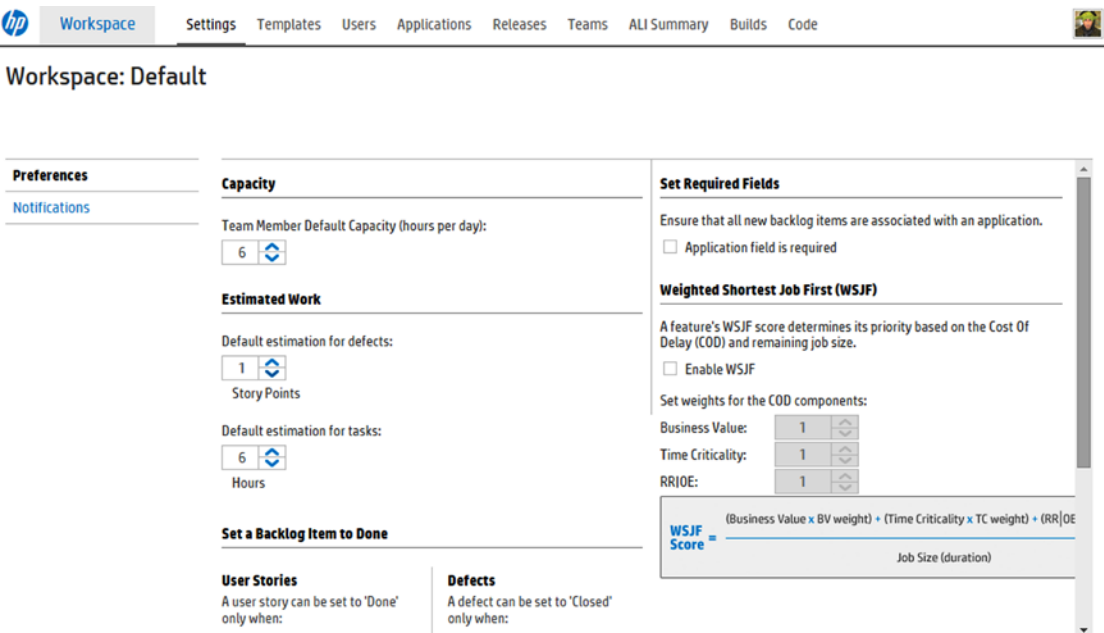 hp Workspace Settings Templates Users Applications Releases Teams ALI Summary Builds Code
Workspace: Default
Preferences
Notifications
Capacity
Team Member Default Capacity (hours per day):
6
Estimated Work
Default estimation for defects:
1
Story Points
Default estimation for tasks:
6
Hours
Set a Backlog Item to Done
User Stories
A user story can be set to 'Done'
only when:
Defects
A defect can be set to 'Closed'
only when:
Set Required Fields
Ensure that all new backlog items are associated with an application.
Application field is required
Weighted Shortest Job First (WSJF)
A feature's WSJF score determines its priority based on the Cost Of
Delay (COD) and remaining job size.
Enable WSJF
Set weights for the COD components:
Business Value: 1
Time Criticality: 1
RR|OE: 1
(Business Value x BV weight) + (Time Criticality x TC weight) + (RR|OE
WSJF
Score =
Job Size (duration)